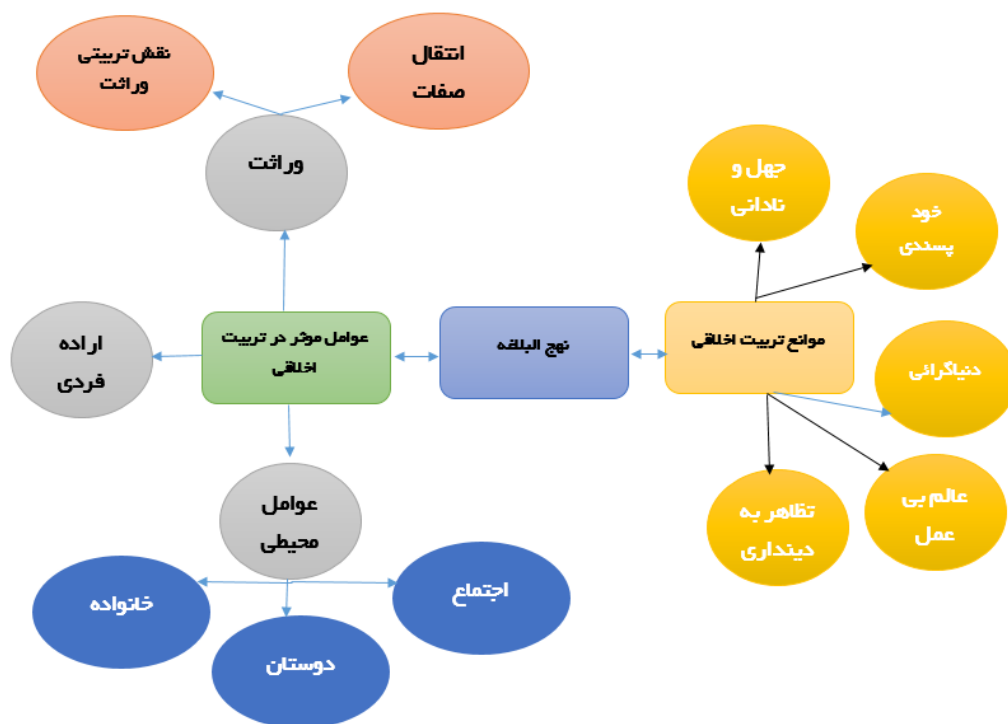 نقش تربیتی
وراثت
انتقال
صفات
وراثت
جهل و
نادانی
خود
پسندی
عوامل موثر در تربیت
اخلاقی
نهج البلاغه
موانع تربیت اخلاقی
اراده
فردی
دنیاگرائی
عوامل
محیطی
تظاهر به
دینداری
عالم بی
عمل
خانواده
دوستان
اجتماع